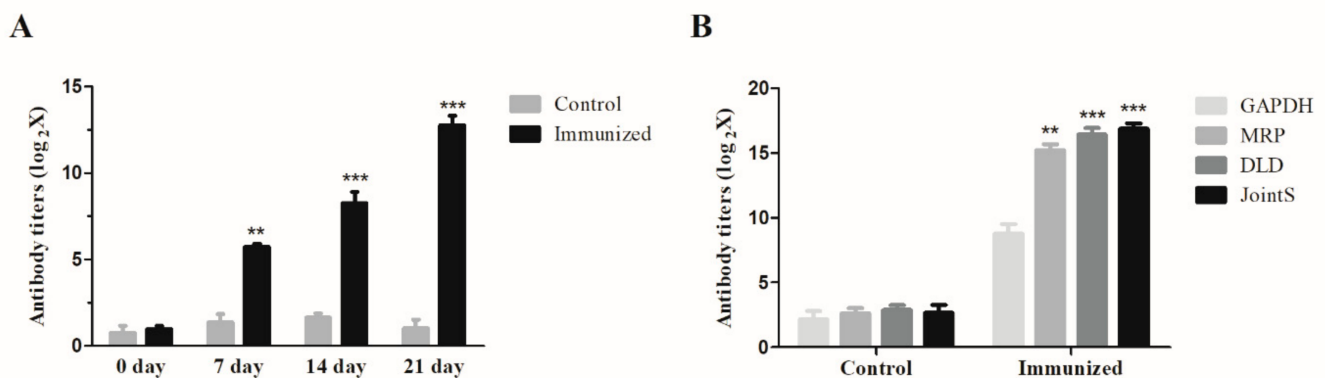 A
Antibody titers (log₂X)
15
10
5
0
**
***
***
0 day 7 day 14 day 21 day
Control
Immunized
B
Antibody titers (log₂X)
20
15
10
5
0
** *** ***
Control Immunized
GAPDH
MRP
DLD
JointS